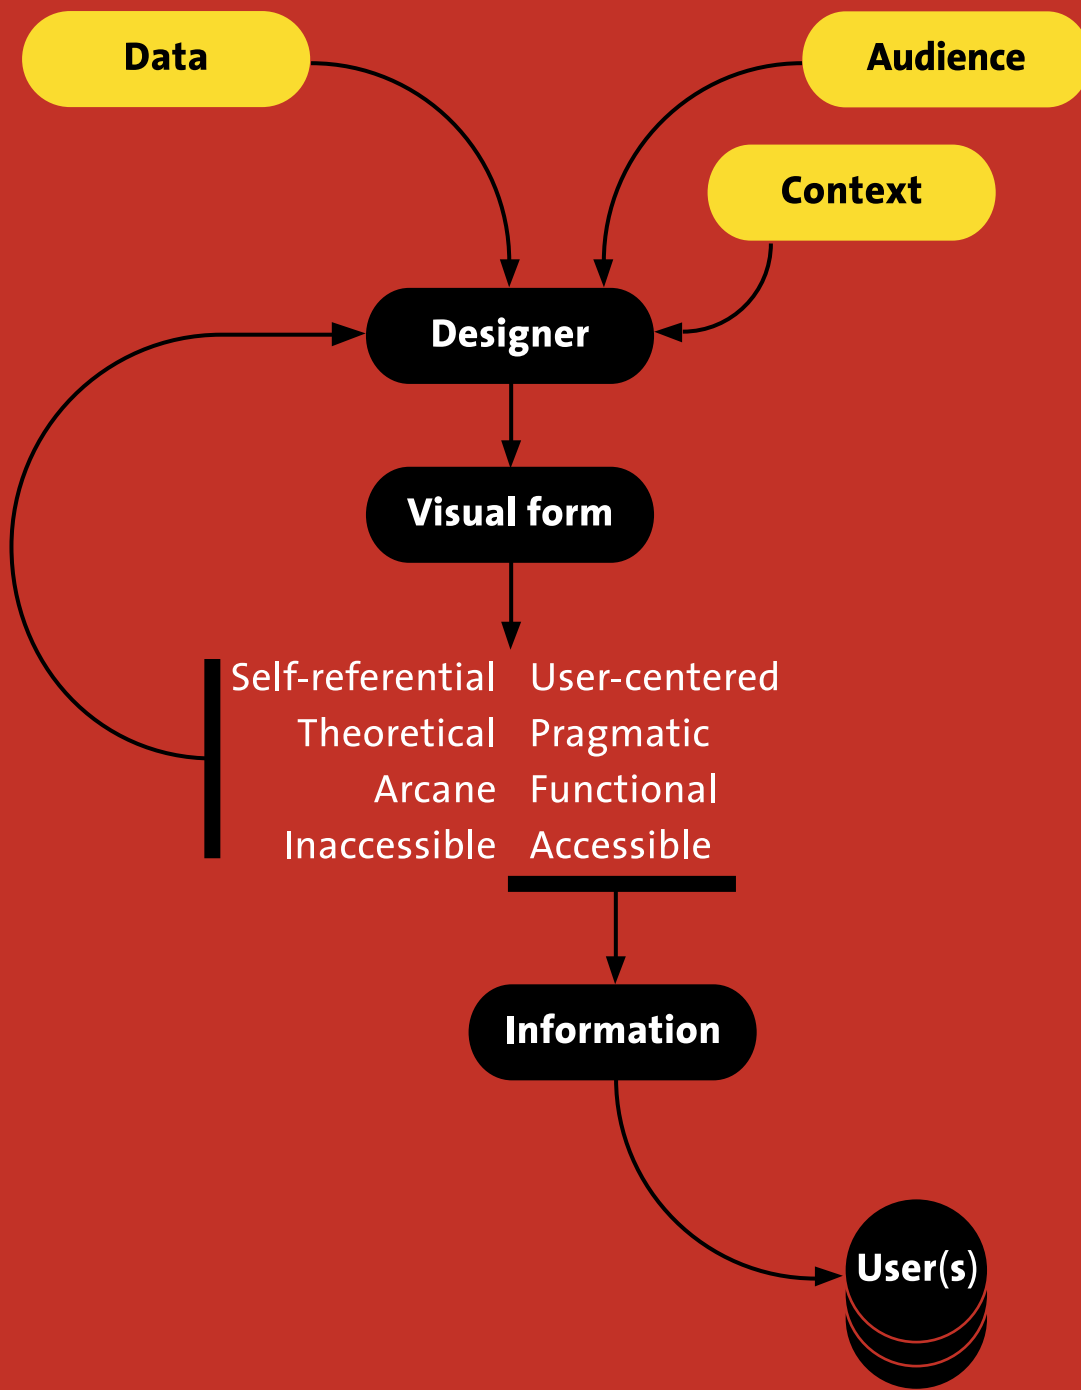 Data
Audience
Context
Designer
Visual form
Self-referential User-centered
Theoretical Pragmatic
Arcane Functional
Inaccessible Accessible
Information
User(s)